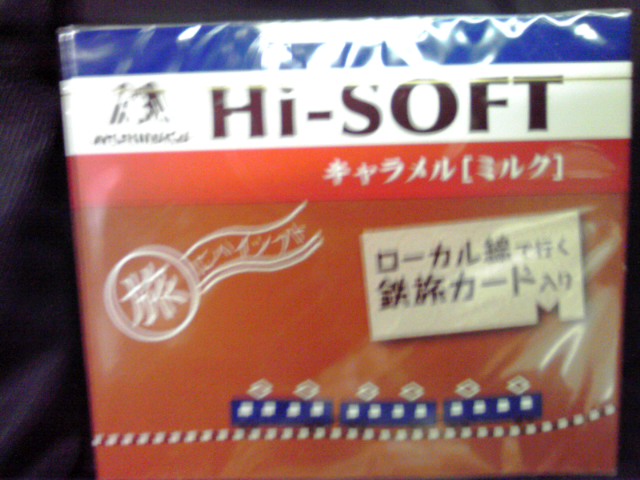 Hi-SOFT
キャラメル[ミルク]
旅
ローカル線で行く
鉄旅カード入り